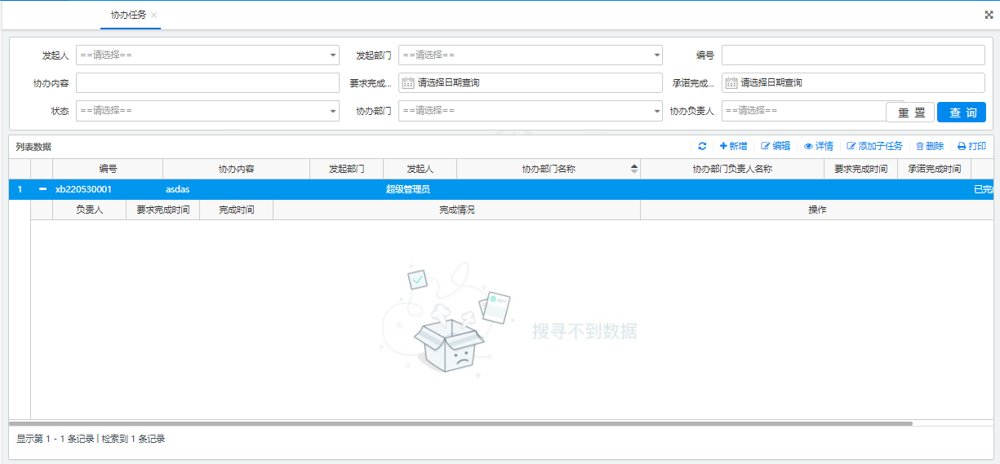 协办任务
发起人 ==请选择== 发起部门 ==请选择== 编号
协办内容 要求完成... 请选择日期查询 承诺完成... 请选择日期查询
状态 ==请选择== 协办部门 ==请选择== 协办负责人 ==请选择== 重 置 查 询
列表数据 新增 编辑 详情 添加子任务 删除 打印
编号 协办内容 发起部门 发起人 协办部门名称 协办部门负责人名称 要求完成时间 承诺完成时间
1 xb220530001 asdas 超级管理员 已完
负责人 要求完成时间 完成时间 完成情况 操作
搜寻不到数据
显示第 1 - 1 条记录 | 检索到 1 条记录